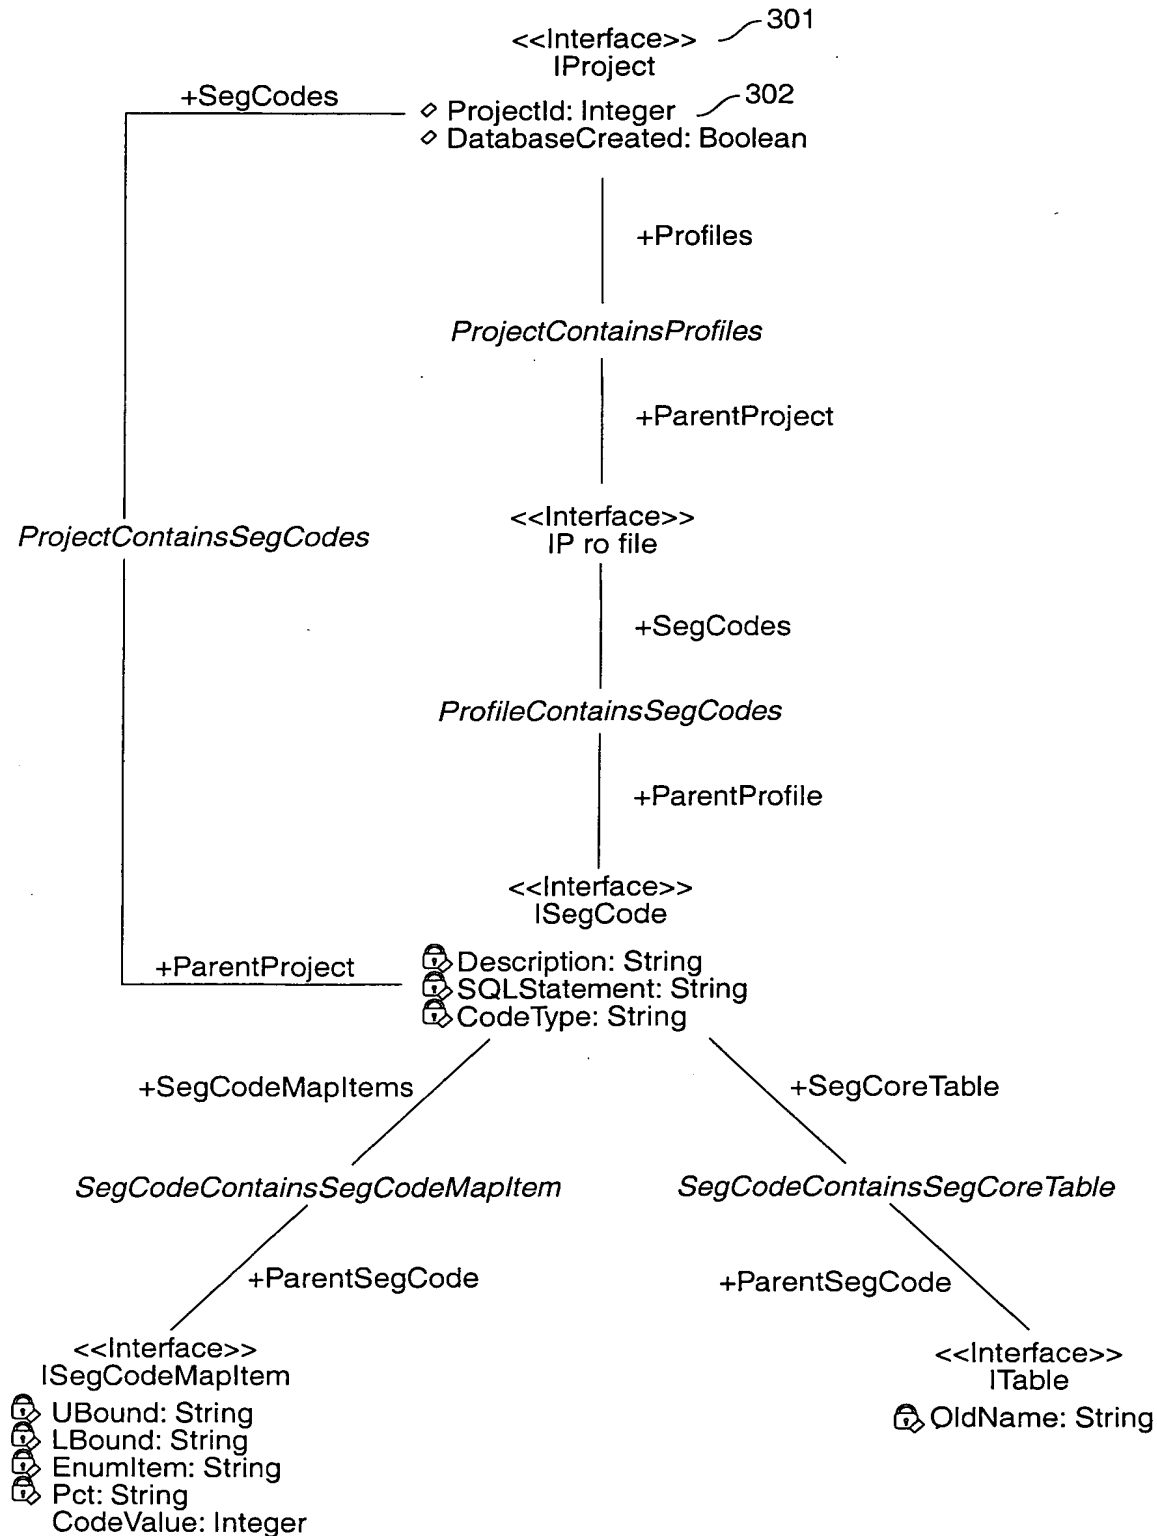 <<Interface>> 301
IProject
+SegCodes
ProjectId: Integer 302
DatabaseCreated: Boolean
+Profiles
ProjectContainsProfiles
+ParentProject
<<Interface>>
IP ro file
ProjectContainsSegCodes
+SegCodes
ProfileContainsSegCodes
+ParentProfile
<<Interface>>
ISegCode
+ParentProject
Description: String
SQLStatement: String
CodeType: String
+SegCodeMapItems
+SegCoreTable
SegCodeContainsSegCodeMapItem
SegCodeContainsSegCoreTable
+ParentSegCode
+ParentSegCode
<<Interface>>
ISegCodeMapItem
UBound: String
LBound: String
EnumItem: String
Pct: String
CodeValue: Integer
<<Interface>>
ITable
OldName: String